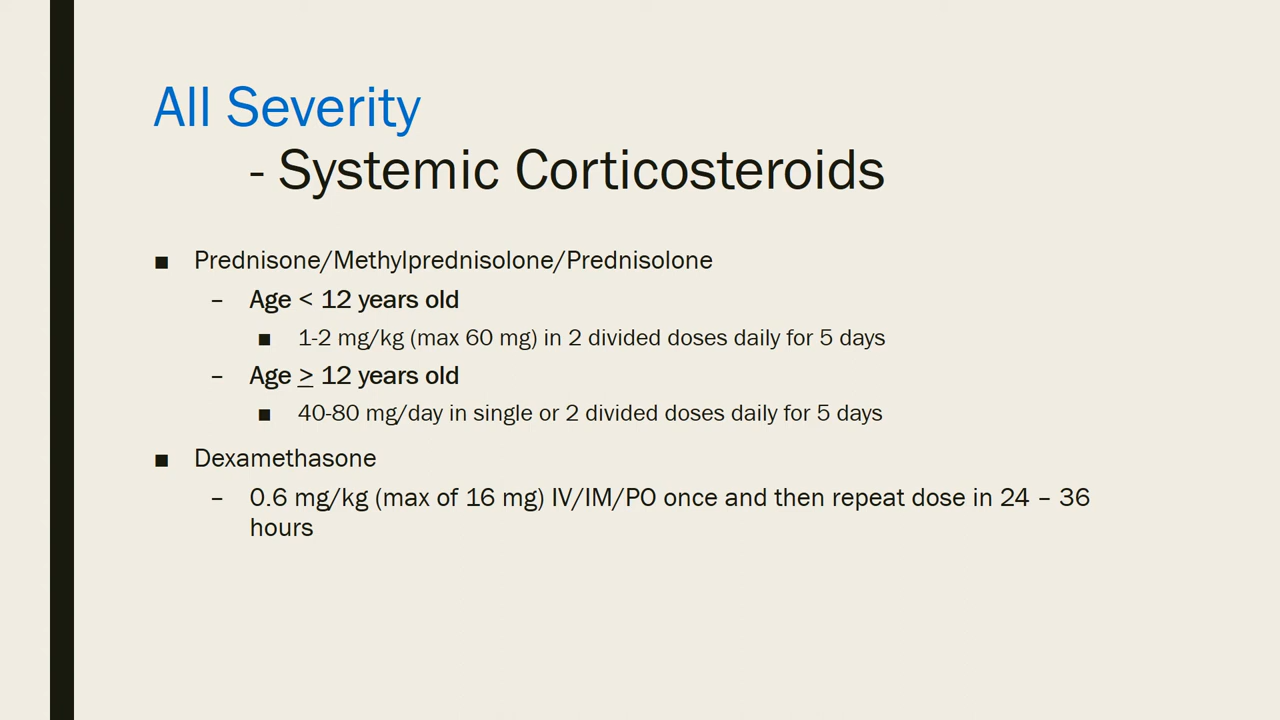 All Severity
- Systemic Corticosteroids
■ Prednisone/Methylprednisolone/Prednisolone
– Age < 12 years old
■ 1-2 mg/kg (max 60 mg) in 2 divided doses daily for 5 days
– Age > 12 years old
■ 40-80 mg/day in single or 2 divided doses daily for 5 days
■ Dexamethasone
– 0.6 mg/kg (max of 16 mg) IV/IM/PO once and then repeat dose in 24 – 36
hours